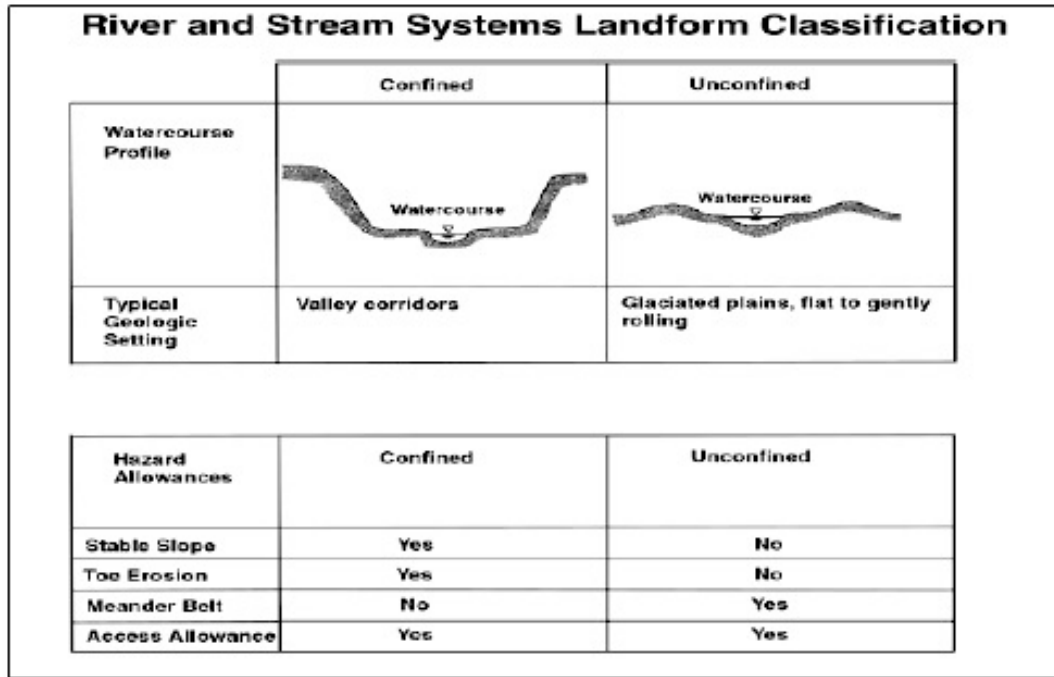 River and Stream Systems Landform Classification
Confined
Unconfined
Watercourse
Profile
Watercourse
Watercourse
Typical
Geologic
Setting
Valley corridors
Glaciated plains, flat to gently
rolling
Hazard
Allowances
Confined
Unconfined
Stable Slope
Yes
No
Toe Erosion
Yes
No
Meander Belt
No
Yes
Access Allowance
Yes
Yes